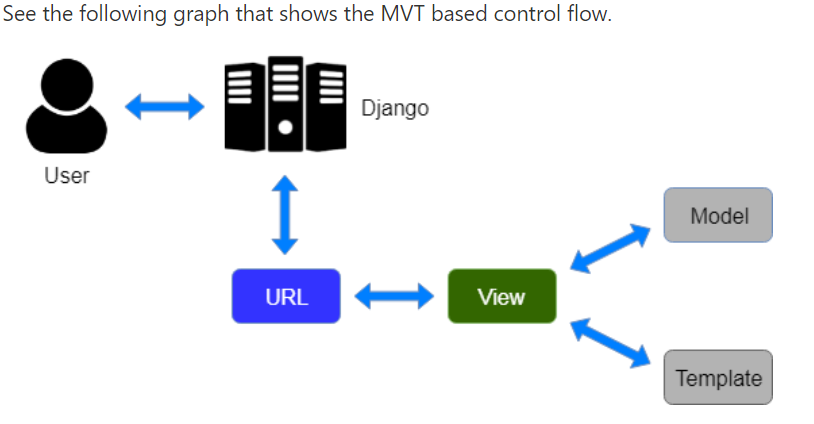 See the following graph that shows the MVT based control flow.
Django
User
Model
URL
View
Template